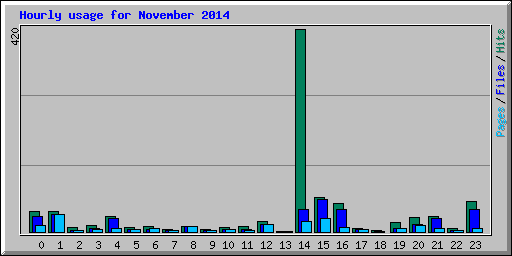 Hourly usage for November 2014
420
Pages/Files/Hits
0 1 2 3 4 5 6 7 8 9 10 11 12 13 14 15 16 17 18 19 20 21 22 23